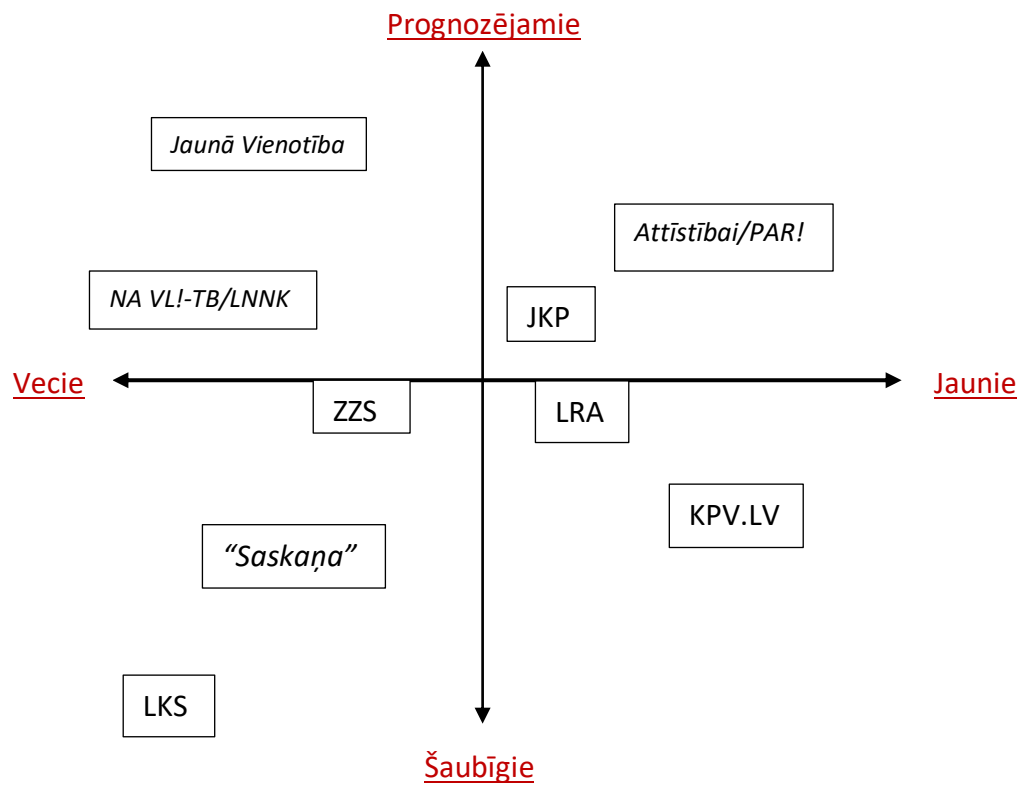 Prognozējamie
Jaunā Vienotība
Attīstībai/PAR!
NA VL!-TB/LNNK
JKP
Vecie
Jaunie
ZZS
LRA
KPV.LV
“Saskaņa”
LKS
Šaubīgie